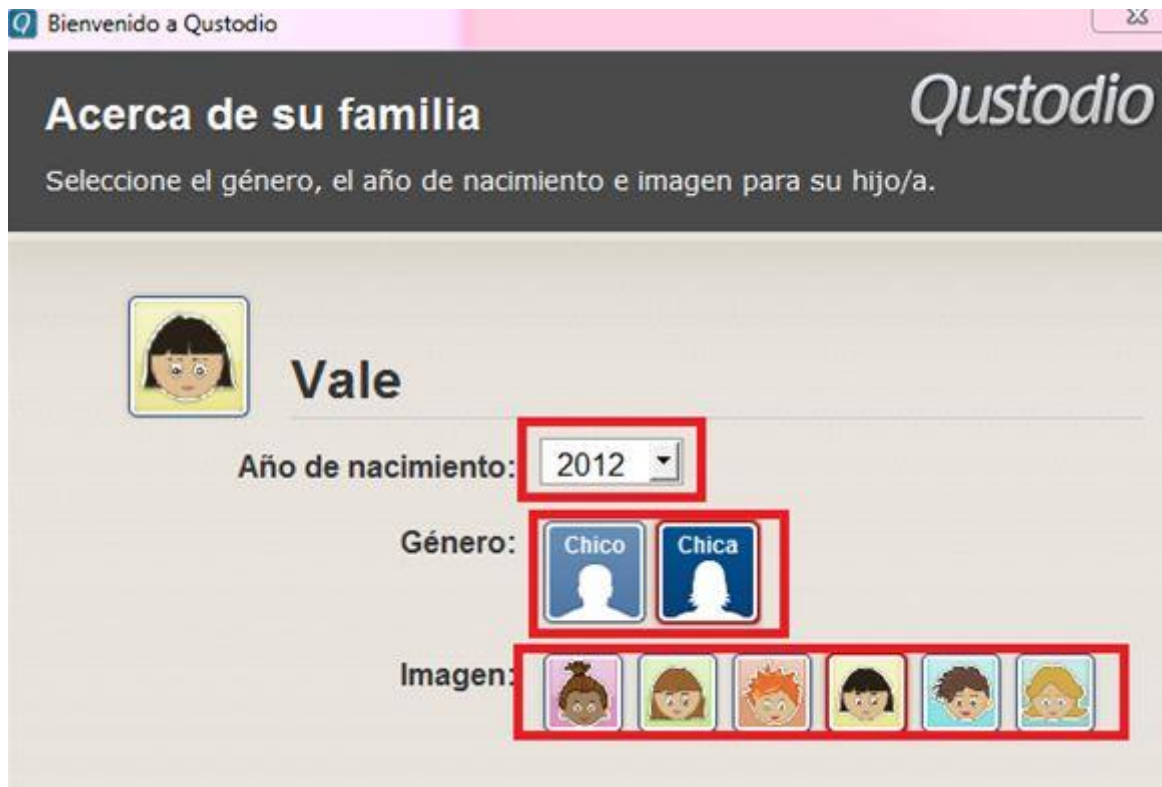 Bienvenido a Qustodio
Acerca de su familia
Qustodio
Seleccione el género, el año de nacimiento e imagen para su hijo/a.
Vale
Año de nacimiento: 2012
Género: Chico Chica
Imagen: